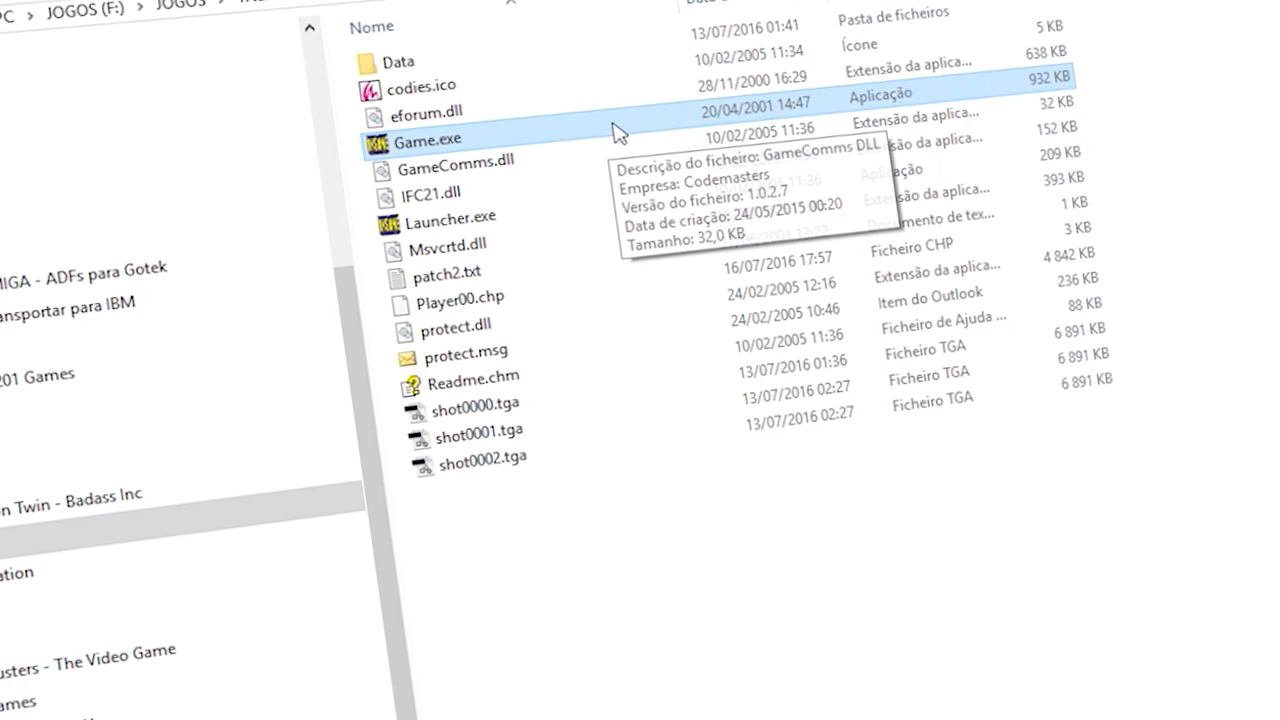 PC > JOGOS (F:) > JOGOS >
Nome
Data
codies.ico
eforum.dll
Game.exe
GameComms.dll
IFC21.dll
Launcher.exe
Msvcrtd.dll
patch2.txt
Player00.chp
protect.dll
protect.msg
Readme.chm
shot0000.tga
shot0001.tga
shot0002.tga
13/07/2016 01:41 Pasta de ficheiros
10/02/2005 11:34 Ícone 5 KB
28/11/2000 16:29 Extensão da aplica... 638 KB
20/04/2001 14:47 Aplicação 932 KB
10/02/2005 11:36 Extensão da aplica... 32 KB
Extensão da aplica... 152 KB
11:36 Aplicação 209 KB
Extensão da aplica... 393 KB
Documento de tex... 1 KB
16/07/2016 17:57 Ficheiro CHP 3 KB
24/02/2005 12:16 Extensão da aplica... 4 842 KB
24/02/2005 10:46 Item do Outlook 236 KB
10/02/2005 11:36 Ficheiro de Ajuda ... 88 KB
13/07/2016 01:36 Ficheiro TGA 6 891 KB
13/07/2016 02:27 Ficheiro TGA 6 891 KB
13/07/2016 02:27 Ficheiro TGA 6 891 KB
Descrição do ficheiro: GameComms DLL
Empresa: Codemasters
Versão do ficheiro: 1.0.2.7
Data de criação: 24/05/2015 00:20
Tamanho: 32,0 KB
MIGA - ADFs para Gotek
ansportar para IBM
201 Games
on Twin - Badass Inc
ation
usters - The Video Game
ames